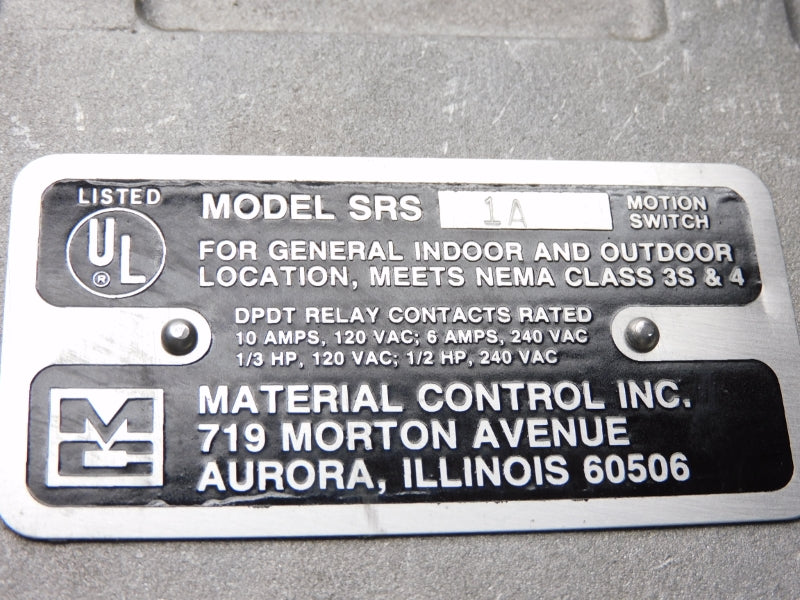 LISTED
UL
®
MODEL SRS 1A MOTION SWITCH
FOR GENERAL INDOOR AND OUTDOOR
LOCATION, MEETS NEMA CLASS 3S & 4
DPDT RELAY CONTACTS RATED
10 AMPS, 120 VAC; 6 AMPS, 240 VAC
1/3 HP, 120 VAC; 1/2 HP, 240 VAC
MC
MATERIAL CONTROL INC.
719 MORTON AVENUE
AURORA, ILLINOIS 60506